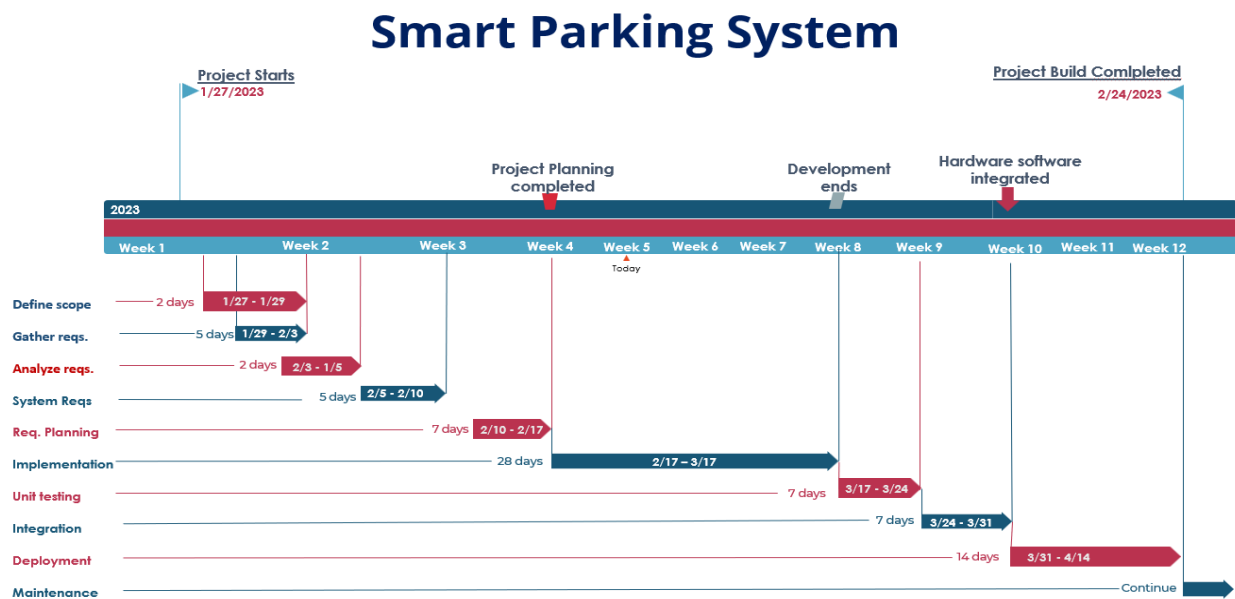 Smart Parking System
Project Starts
1/27/2023
Project Build Comlpleted
2/24/2023
Project Planning
completed
Development
ends
Hardware software
integrated
2023
Week 1 Week 2 Week 3 Week 4 Week 5 Week 6 Week 7 Week 8 Week 9 Week 10 Week 11 Week 12
Today
Define scope 2 days 1/27 - 1/29
Gather reqs. 5 days 1/29 - 2/3
Analyze reqs. 2 days 2/3 - 1/5
System Reqs 5 days 2/5 - 2/10
Req. Planning 7 days 2/10 - 2/17
Implementation 28 days 2/17 – 3/17
Unit testing 7 days 3/17 - 3/24
Integration 7 days 3/24 - 3/31
Deployment 14 days 3/31 - 4/14
Maintenance Continue